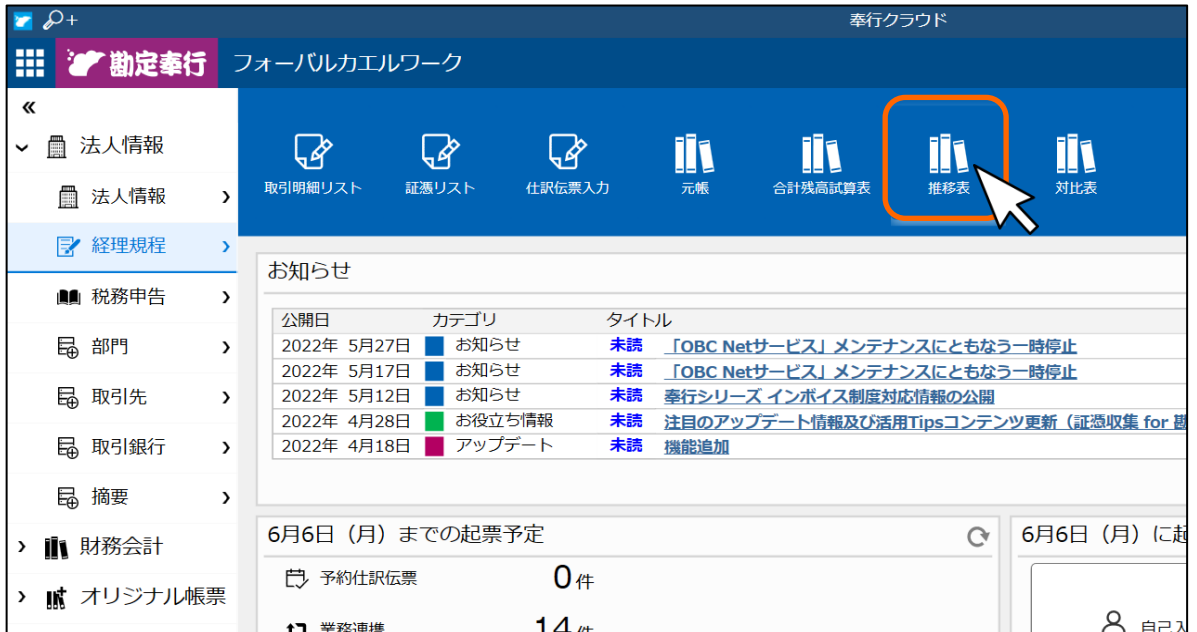 奉行クラウド
勘定奉行 フォーバルカエルワーク
«
法人情報
法人情報
経理規程
税務申告
部門
取引先
取引銀行
摘要
財務会計
オリジナル帳票
取引明細リスト 証憑リスト 仕訳伝票入力 元帳 合計残高試算表 推移表 対比表
お知らせ
公開日 カテゴリ タイトル
2022年 5月27日 お知らせ 未読 「OBC Netサービス」メンテナンスにともなう一時停止
2022年 5月17日 お知らせ 未読 「OBC Netサービス」メンテナンスにともなう一時停止
2022年 5月12日 お知らせ 未読 奉行シリーズ インボイス制度対応情報の公開
2022年 4月28日 お役立ち情報 未読 注目のアップデート情報及び活用Tipsコンテンツ更新（証憑収集 for
2022年 4月18日 アップデート 未読 機能追加
6月6日（月）までの起票予定
予約仕訳伝票 0件
業務連携 14件
6月6日（月）に起
自己入